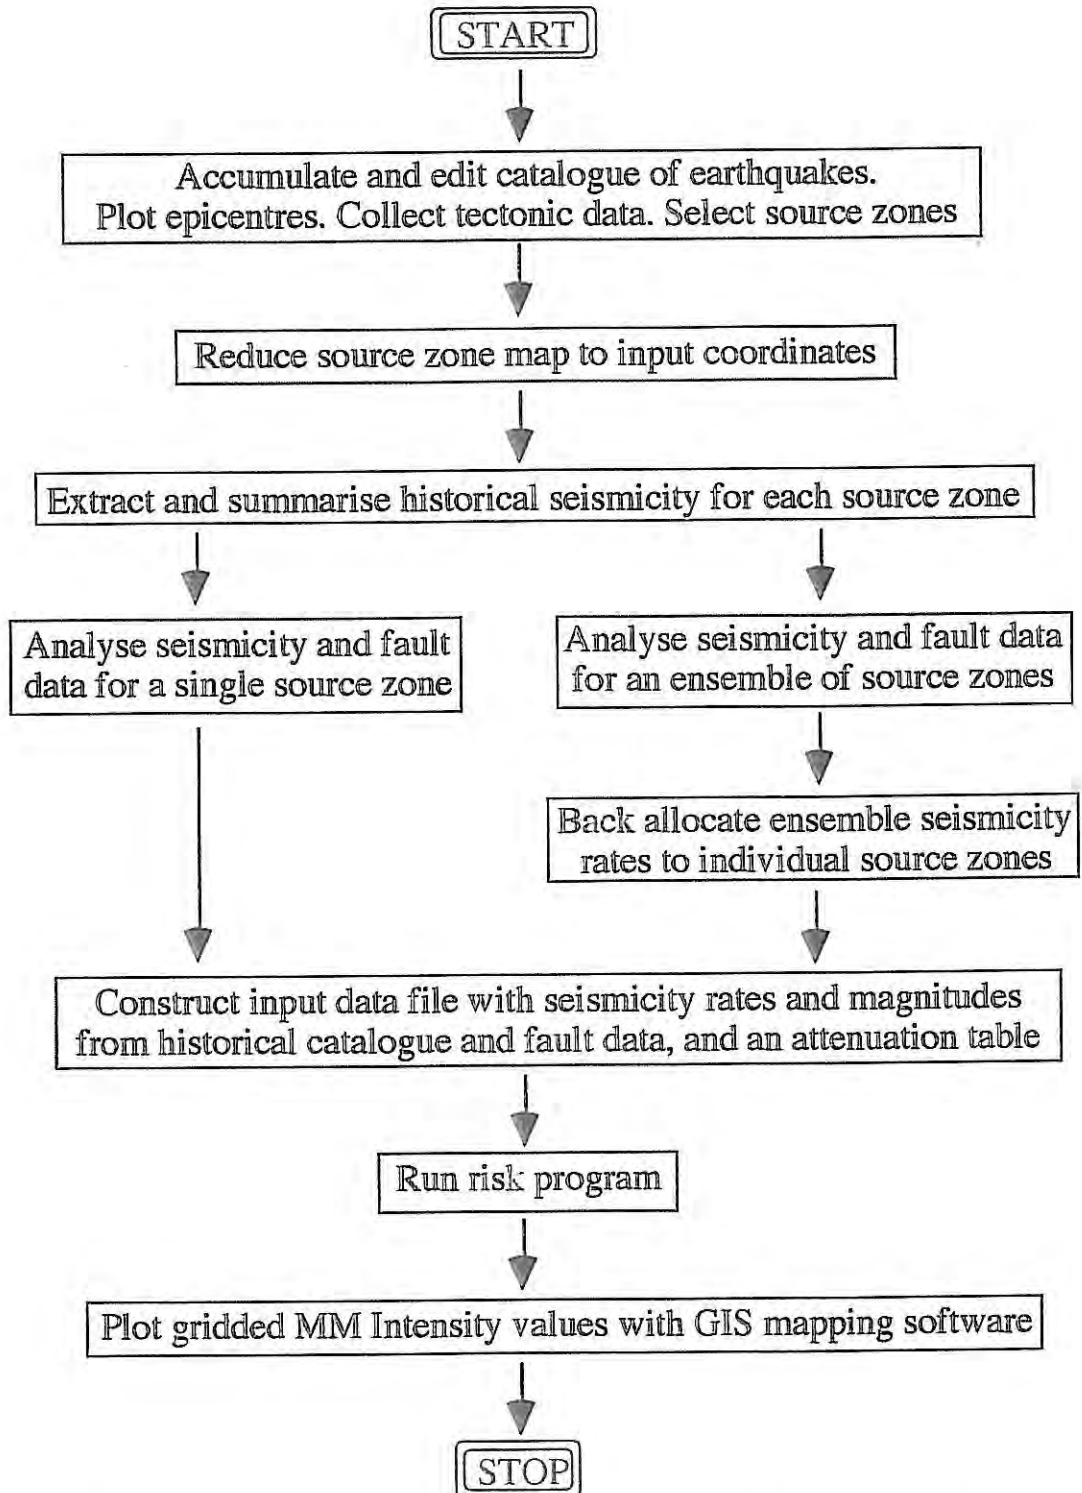 START
Accumulate and edit catalogue of earthquakes.
Plot epicentres. Collect tectonic data. Select source zones
Reduce source zone map to input coordinates
Extract and summarise historical seismicity for each source zone
Analyse seismicity and fault
data for a single source zone
Analyse seismicity and fault data
for an ensemble of source zones
Back allocate ensemble seismicity
rates to individual source zones
Construct input data file with seismicity rates and magnitudes
from historical catalogue and fault data, and an attenuation table
Run risk program
Plot gridded MM Intensity values with GIS mapping software
STOP